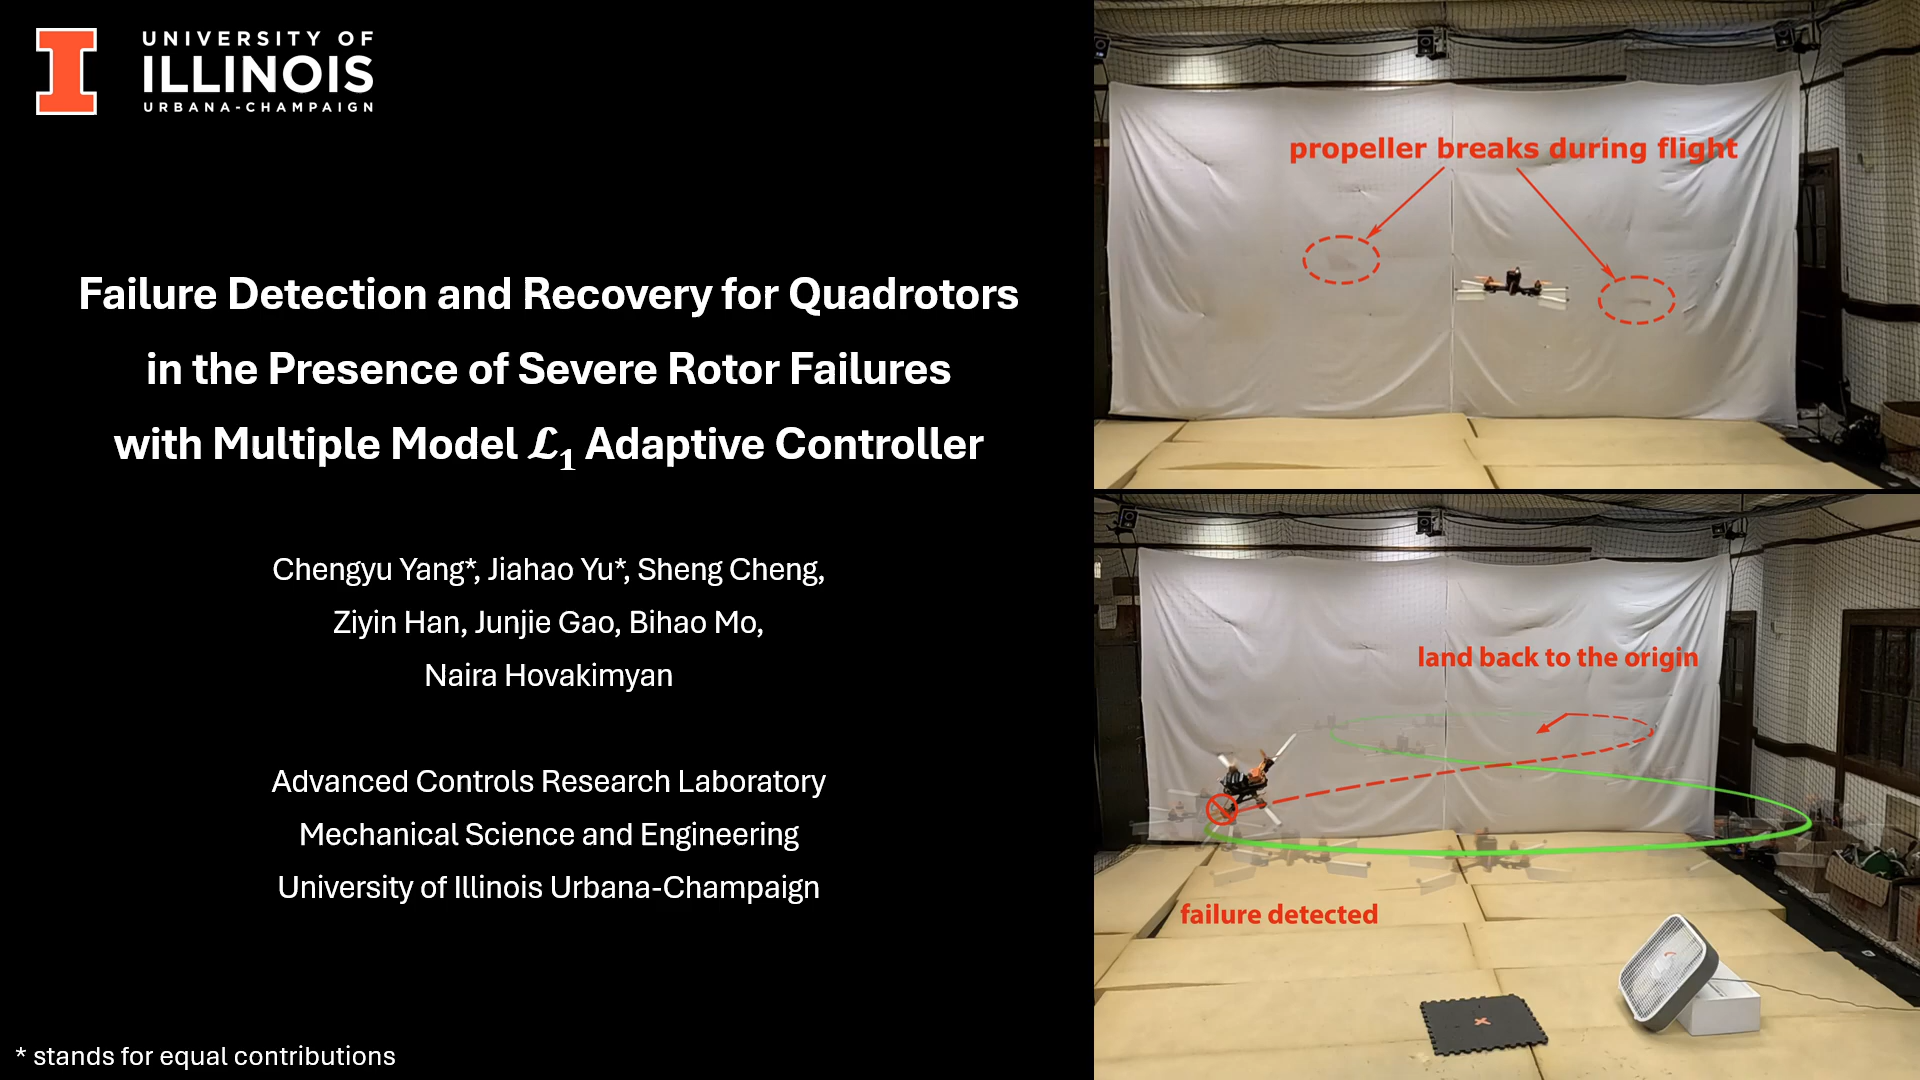 UNIVERSITY OF
ILLINOIS
URBANA-CHAMPAIGN
Failure Detection and Recovery for Quadrotors
in the Presence of Severe Rotor Failures
with Multiple Model ℒ₁ Adaptive Controller
Chengyu Yang*, Jiahao Yu*, Sheng Cheng,
Ziyin Han, Junjie Gao, Bihao Mo,
Naira Hovakimyan
Advanced Controls Research Laboratory
Mechanical Science and Engineering
University of Illinois Urbana-Champaign
* stands for equal contributions
propeller breaks during flight
land back to the origin
failure detected